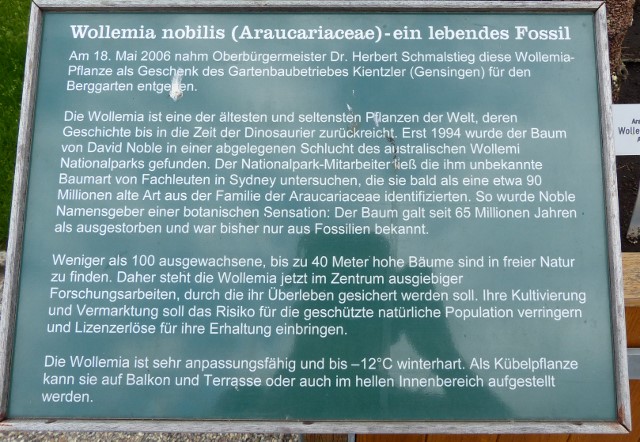 Wollemia nobilis (Araucariaceae)-ein lebendes Fossil
Am 18. Mai 2006 nahm Oberbürgermeister Dr. Herbert Schmalstieg diese Wollemia-
Pflanze als Geschenk des Gartenbaubetriebes Kientzler (Gensingen) für den
Berggarten entgegen.
Die Wollemia ist eine der ältesten und seltensten Pflanzen der Welt, deren
Geschichte bis in die Zeit der Dinosaurier zurückreicht. Erst 1994 wurde der Baum
von David Noble in einer abgelegenen Schlucht des australischen Wollemi
Nationalparks gefunden. Der Nationalpark-Mitarbeiter ließ die ihm unbekannte
Baumart von Fachleuten in Sydney untersuchen, die sie bald als eine etwa 90
Millionen alte Art aus der Familie der Araucariaceae identifizierten. So wurde Noble
Namensgeber einer botanischen Sensation: Der Baum galt seit 65 Millionen Jahren
als ausgestorben und war bisher nur aus Fossilien bekannt.
Weniger als 100 ausgewachsene, bis zu 40 Meter hohe Bäume sind in freier Natur
zu finden. Daher steht die Wollemia jetzt im Zentrum ausgiebiger
Forschungsarbeiten, durch die ihr Überleben gesichert werden soll. Ihre Kultivierung
und Vermarktung soll das Risiko für die geschützte natürliche Population verringern
und Lizenzerlöse für ihre Erhaltung einbringen.
Die Wollemia ist sehr anpassungsfähig und bis –12°C winterhart. Als Kübelpflanze
kann sie auf Balkon und Terrasse oder auch im hellen Innenbereich aufgestellt
werden.